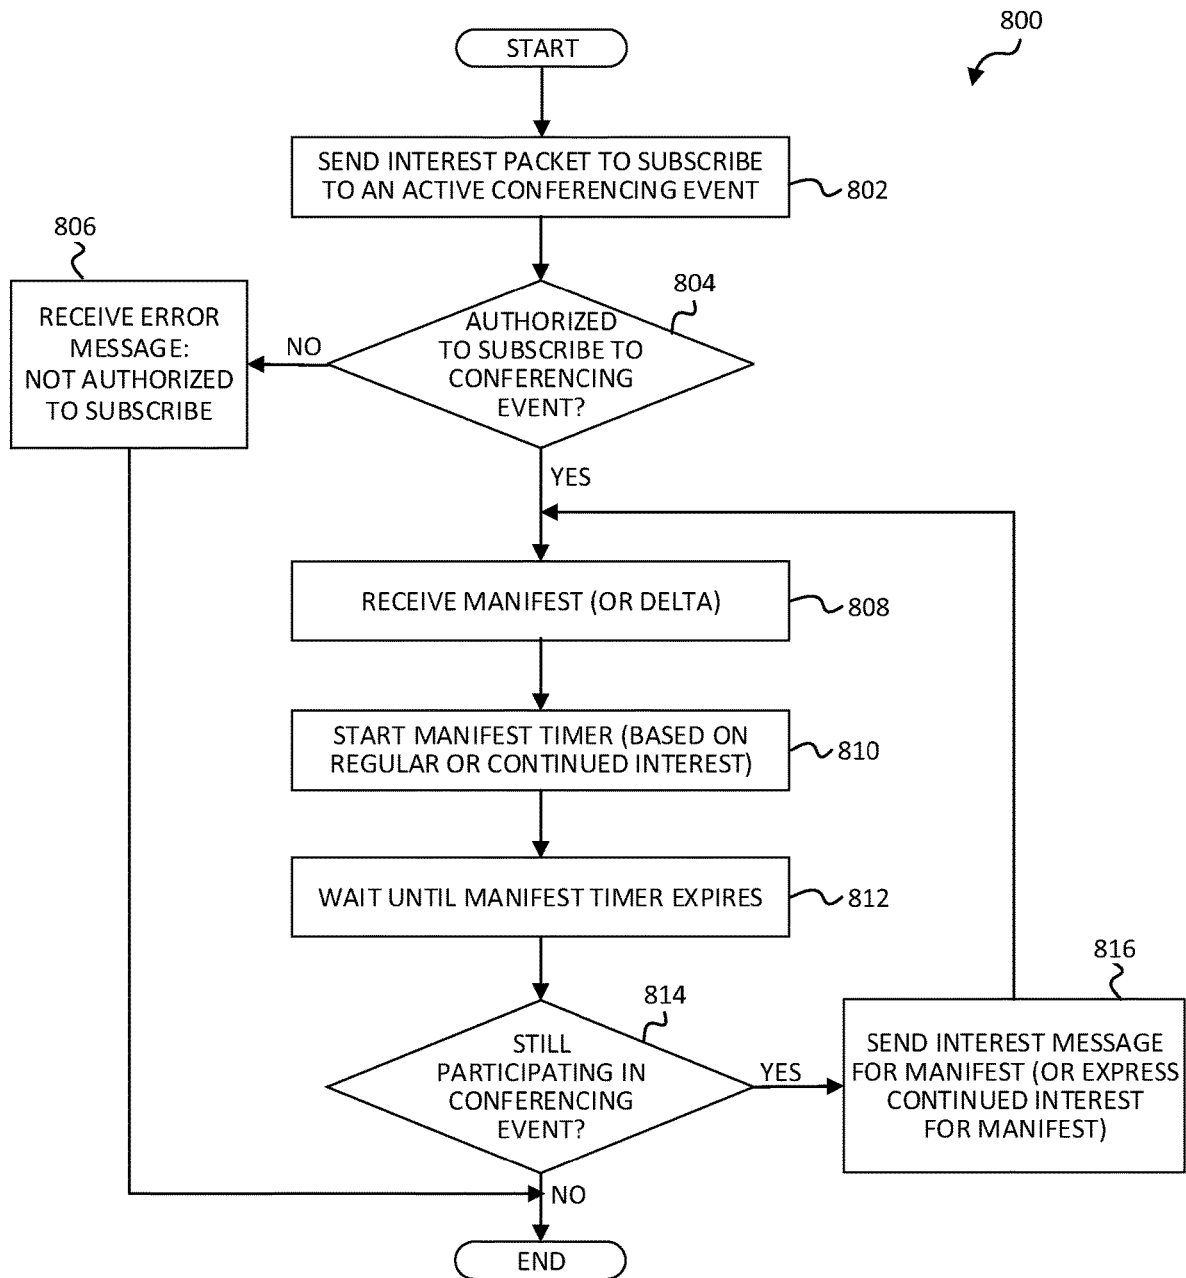 800
START
SEND INTEREST PACKET TO SUBSCRIBE
TO AN ACTIVE CONFERENCING EVENT
802
806
804
RECEIVE ERROR
MESSAGE:
NOT AUTHORIZED
TO SUBSCRIBE
NO
AUTHORIZED
TO SUBSCRIBE TO
CONFERENCING
EVENT?
YES
RECEIVE MANIFEST (OR DELTA)
808
START MANIFEST TIMER (BASED ON
REGULAR OR CONTINUED INTEREST)
810
WAIT UNTIL MANIFEST TIMER EXPIRES
812
814
STILL
PARTICIPATING IN
CONFERENCING
EVENT?
YES
816
SEND INTEREST MESSAGE
FOR MANIFEST (OR EXPRESS
CONTINUED INTEREST
FOR MANIFEST)
NO
END